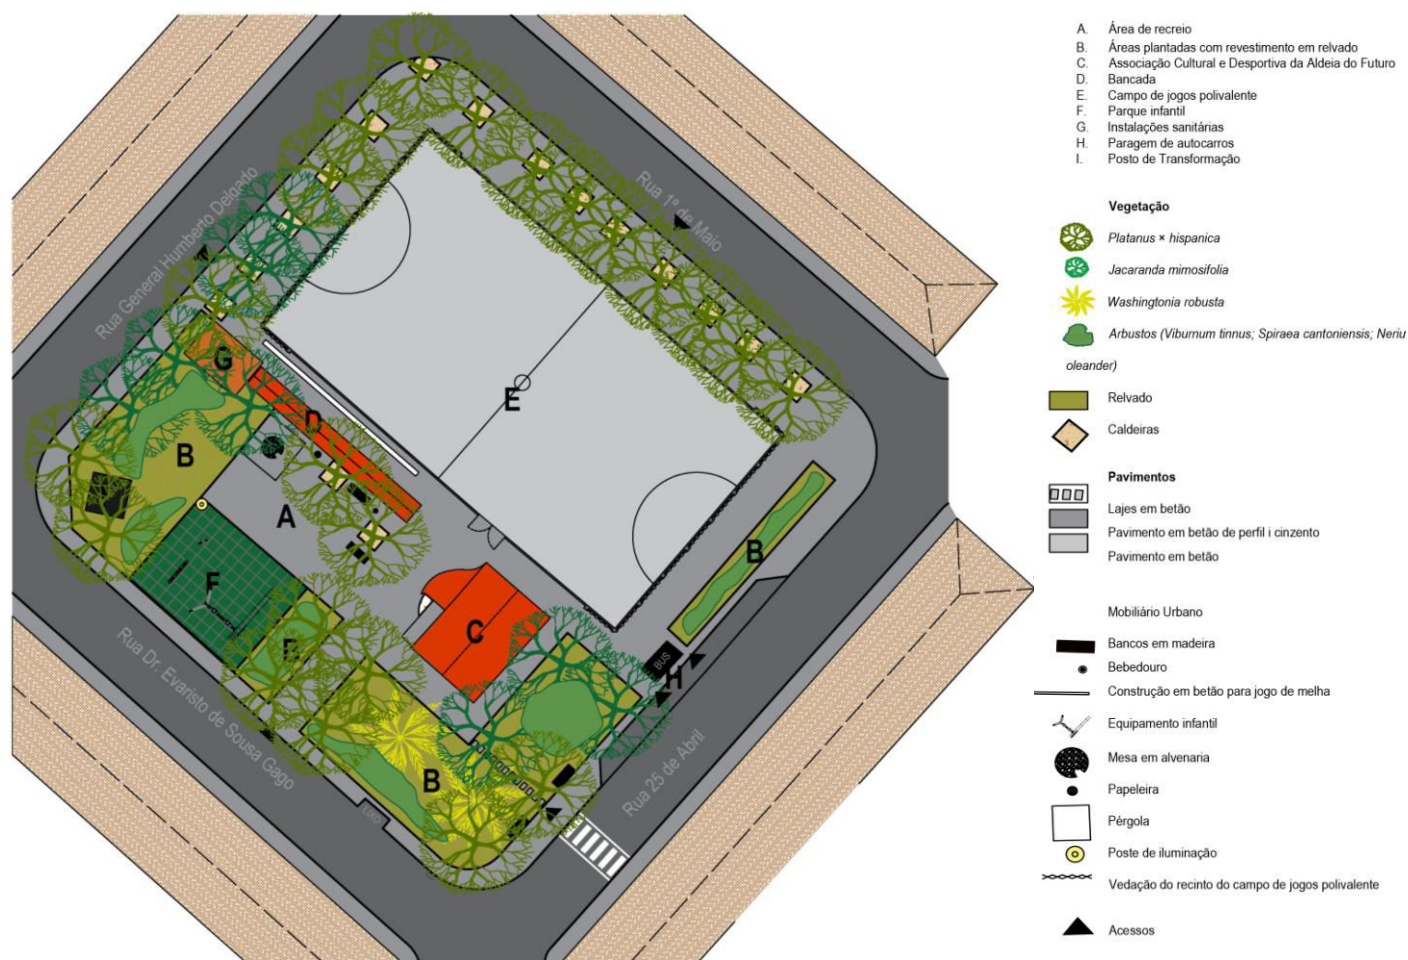 A. Área de recreio
B. Áreas plantadas com revestimento em relvado
C. Associação Cultural e Desportiva da Aldeia do Futuro
D. Bancada
E. Campo de jogos polivalente
F. Parque infantil
G. Instalações sanitárias
H. Paragem de autocarros
I. Posto de Transformação
Vegetação
Platanus × hispanica
Jacaranda mimosifolia
Washingtonia robusta
Arbustos (Viburnum tinnus; Spiraea cantoniensis; Neriu
oleander)
Relvado
Caldeiras
Pavimentos
Lajes em betão
Pavimento em betão de perfil i cinzento
Pavimento em betão
Mobiliário Urbano
Bancos em madeira
Bebedouro
Construção em betão para jogo de melha
Equipamento infantil
Mesa em alvenaria
Papeleira
Pérgola
Poste de iluminação
Vedação do recinto do campo de jogos polivalente
Acessos
Rua General Humberto Delgado
Rua 1º de Maio
G
D
E
B
A
B
F
C
BUS
H
B
Rua Dr. Evaristo de Sousa Gago
Rua 25 de Abril